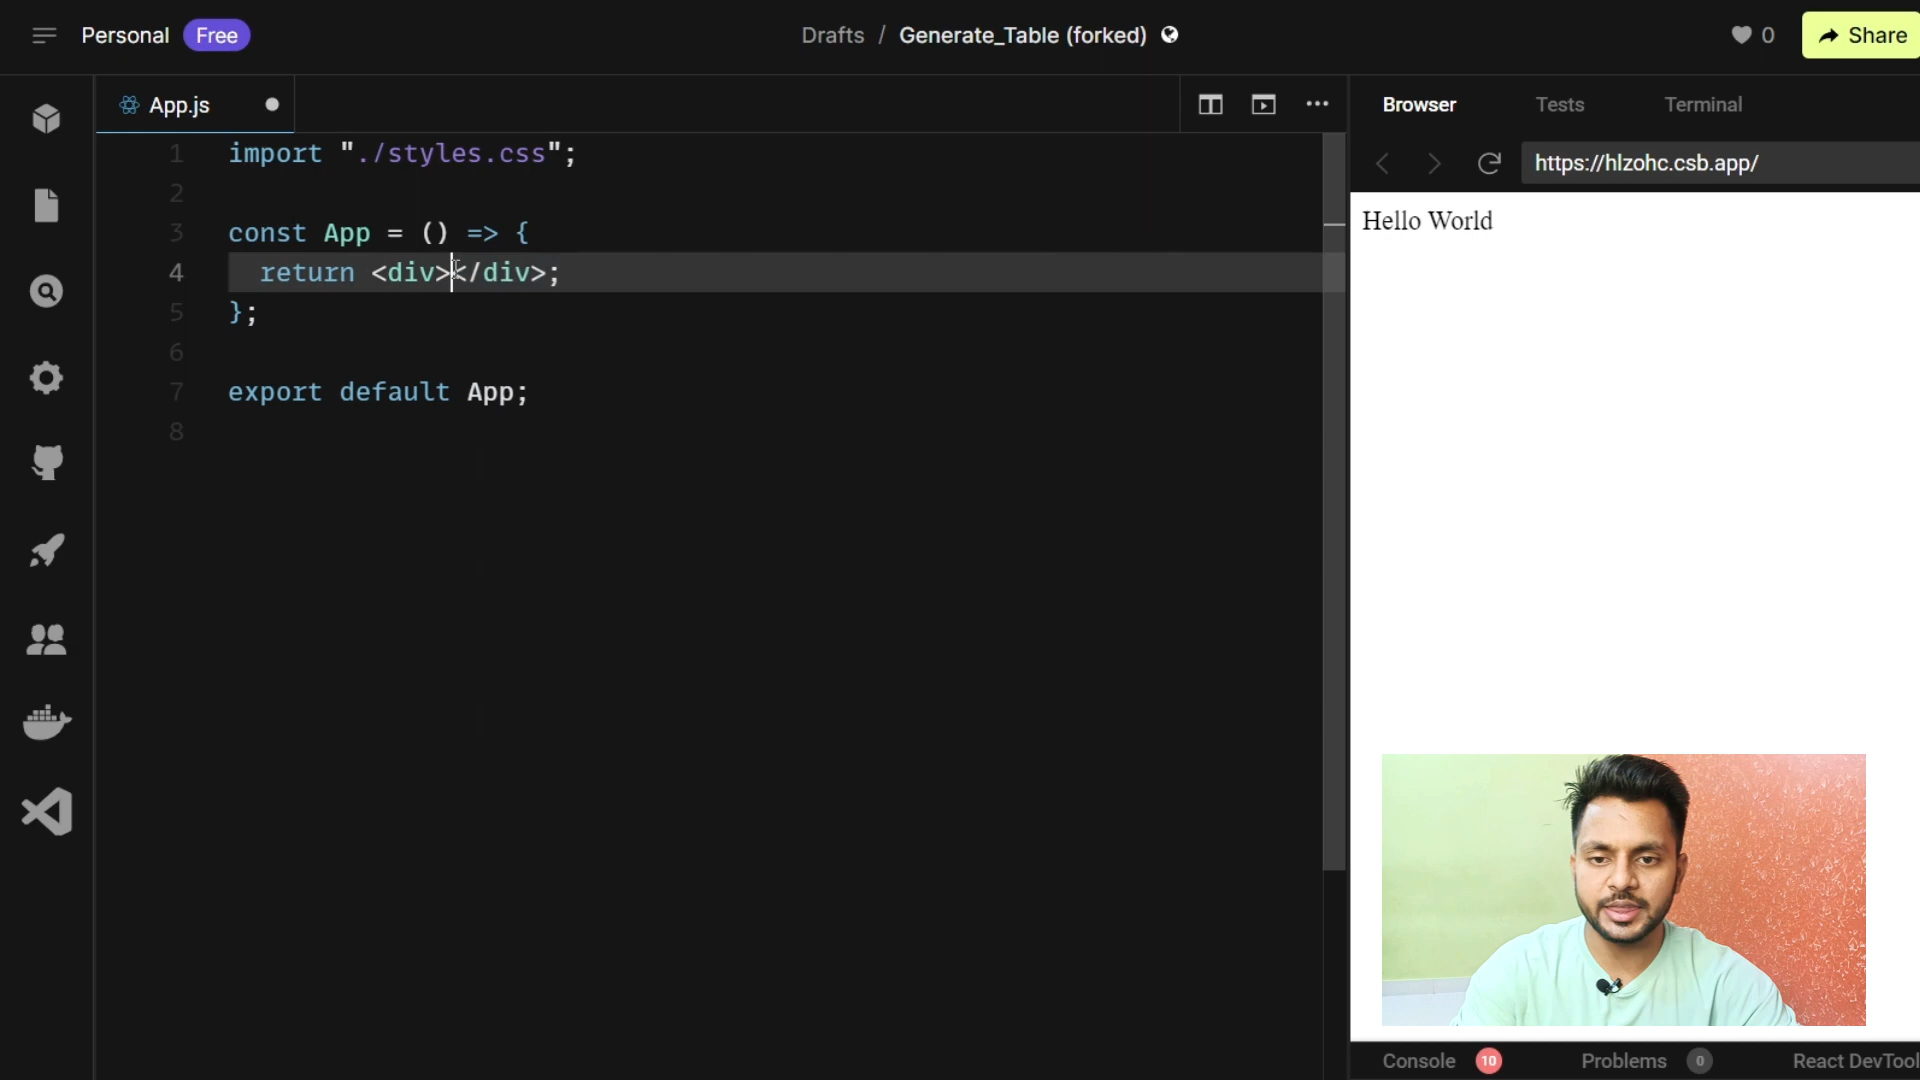 Personal Free Drafts / Generate_Table (forked) 0 Share
App.js
Browser Tests Terminal
https://hlzohc.csb.app/
1 import "./styles.css";
2
3 const App = () => {
4 return <div></div>;
5 };
6
7 export default App;
8
Hello World
Console 10 Problems 0 React DevTool